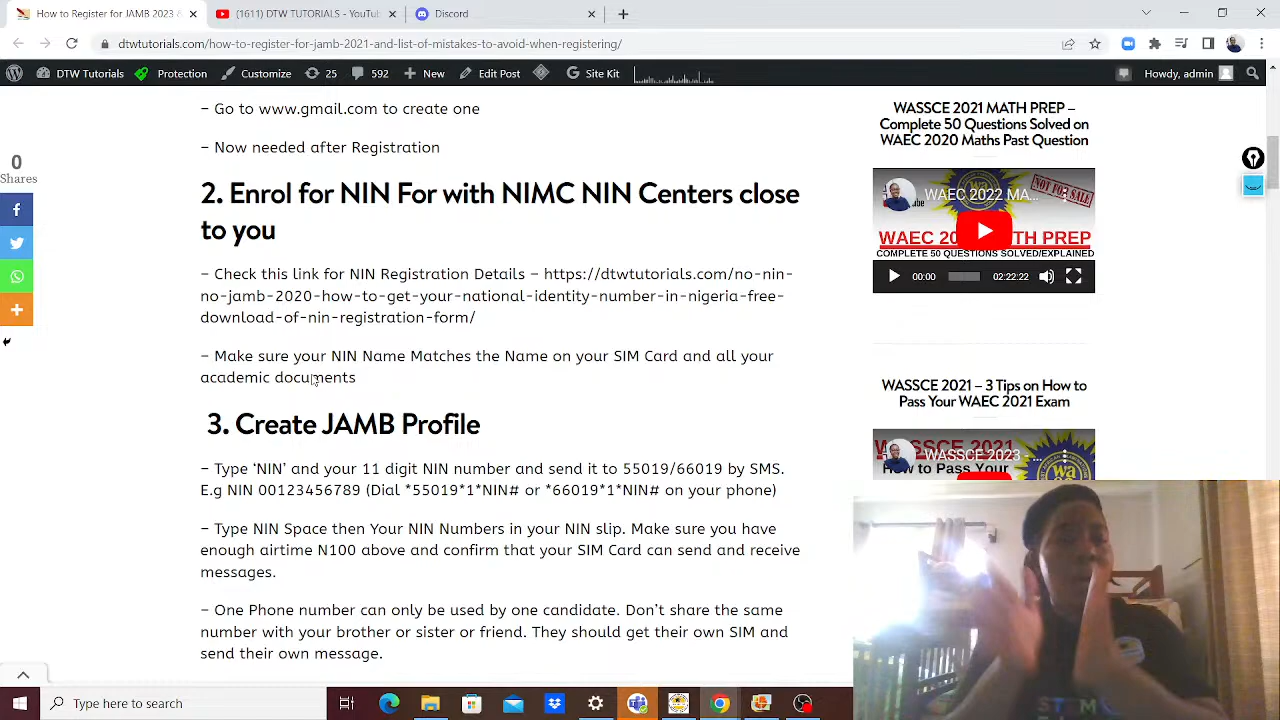 How to Register for JAMB 2023 &
(1611) DTW TUTORIALS - YouTub
Discord
dtwtutorials.com/how-to-register-for-jamb-2021-and-list-of-mistakes-to-avoid-when-registering/
DTW Tutorials
Protection
Customize
25
592
New
Edit Post
Site Kit
Howdy, admin
– Go to www.gmail.com to create one
– Now needed after Registration
0
Shares
2. Enrol for NIN For with NIMC NIN Centers close
to you
– Check this link for NIN Registration Details – https://dtwtutorials.com/no-nin-
no-jamb-2020-how-to-get-your-national-identity-number-in-nigeria-free-
download-of-nin-registration-form/
– Make sure your NIN Name Matches the Name on your SIM Card and all your
academic documents
3. Create JAMB Profile
– Type ‘NIN’ and your 11 digit NIN number and send it to 55019/66019 by SMS.
E.g NIN 00123456789 (Dial *55019*1*NIN# or *66019*1*NIN# on your phone)
– Type NIN Space then Your NIN Numbers in your NIN slip. Make sure you have
enough airtime N100 above and confirm that your SIM Card can send and receive
messages.
– One Phone number can only be used by one candidate. Don’t share the same
number with your brother or sister or friend. They should get their own SIM and
send their own message.
WASSCE 2021 MATH PREP –
Complete 50 Questions Solved on
WAEC 2020 Maths Past Question
WAEC 2022 MA...
NOT FOR SALE
WAEC 20
TH PREP
COMPLETE 50 QUESTIONS SOLVED/EXPLAINED
00:00
02:22:22
WASSCE 2021 – 3 Tips on How to
Pass Your WAEC 2021 Exam
WASSCE 2021
WASSCE 2023 - ...
How to Pass Your
Type here to search